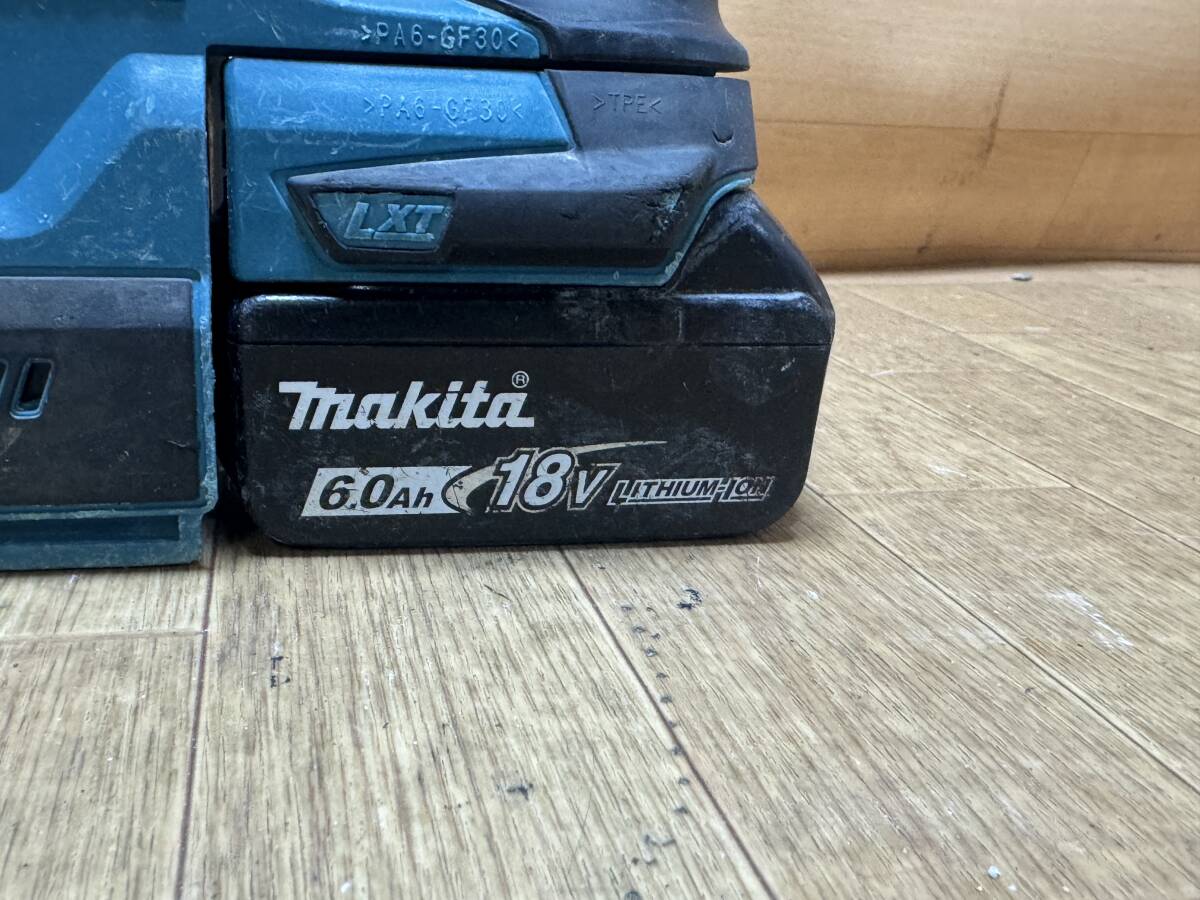 >PA6-GF30<
>PA6-GF30<
>TPE<
LXT
makita®
6.0Ah 18V LITHIUM-ION